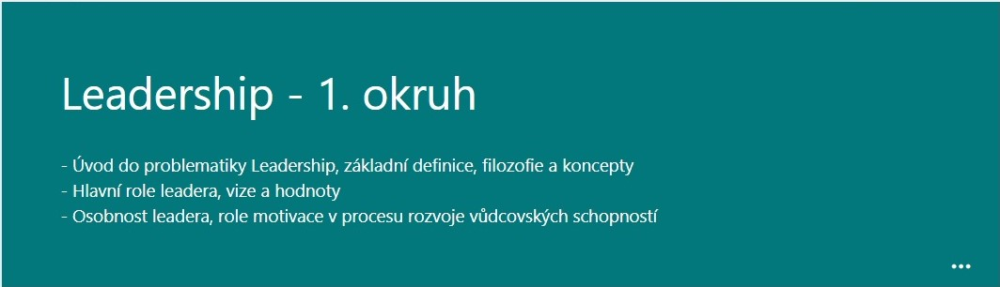 Leadership - 1. okruh
- Úvod do problematiky Leadership, základní definice, filozofie a koncepty
- Hlavní role leadera, vize a hodnoty
- Osobnost leadera, role motivace v procesu rozvoje vůdcovských schopností